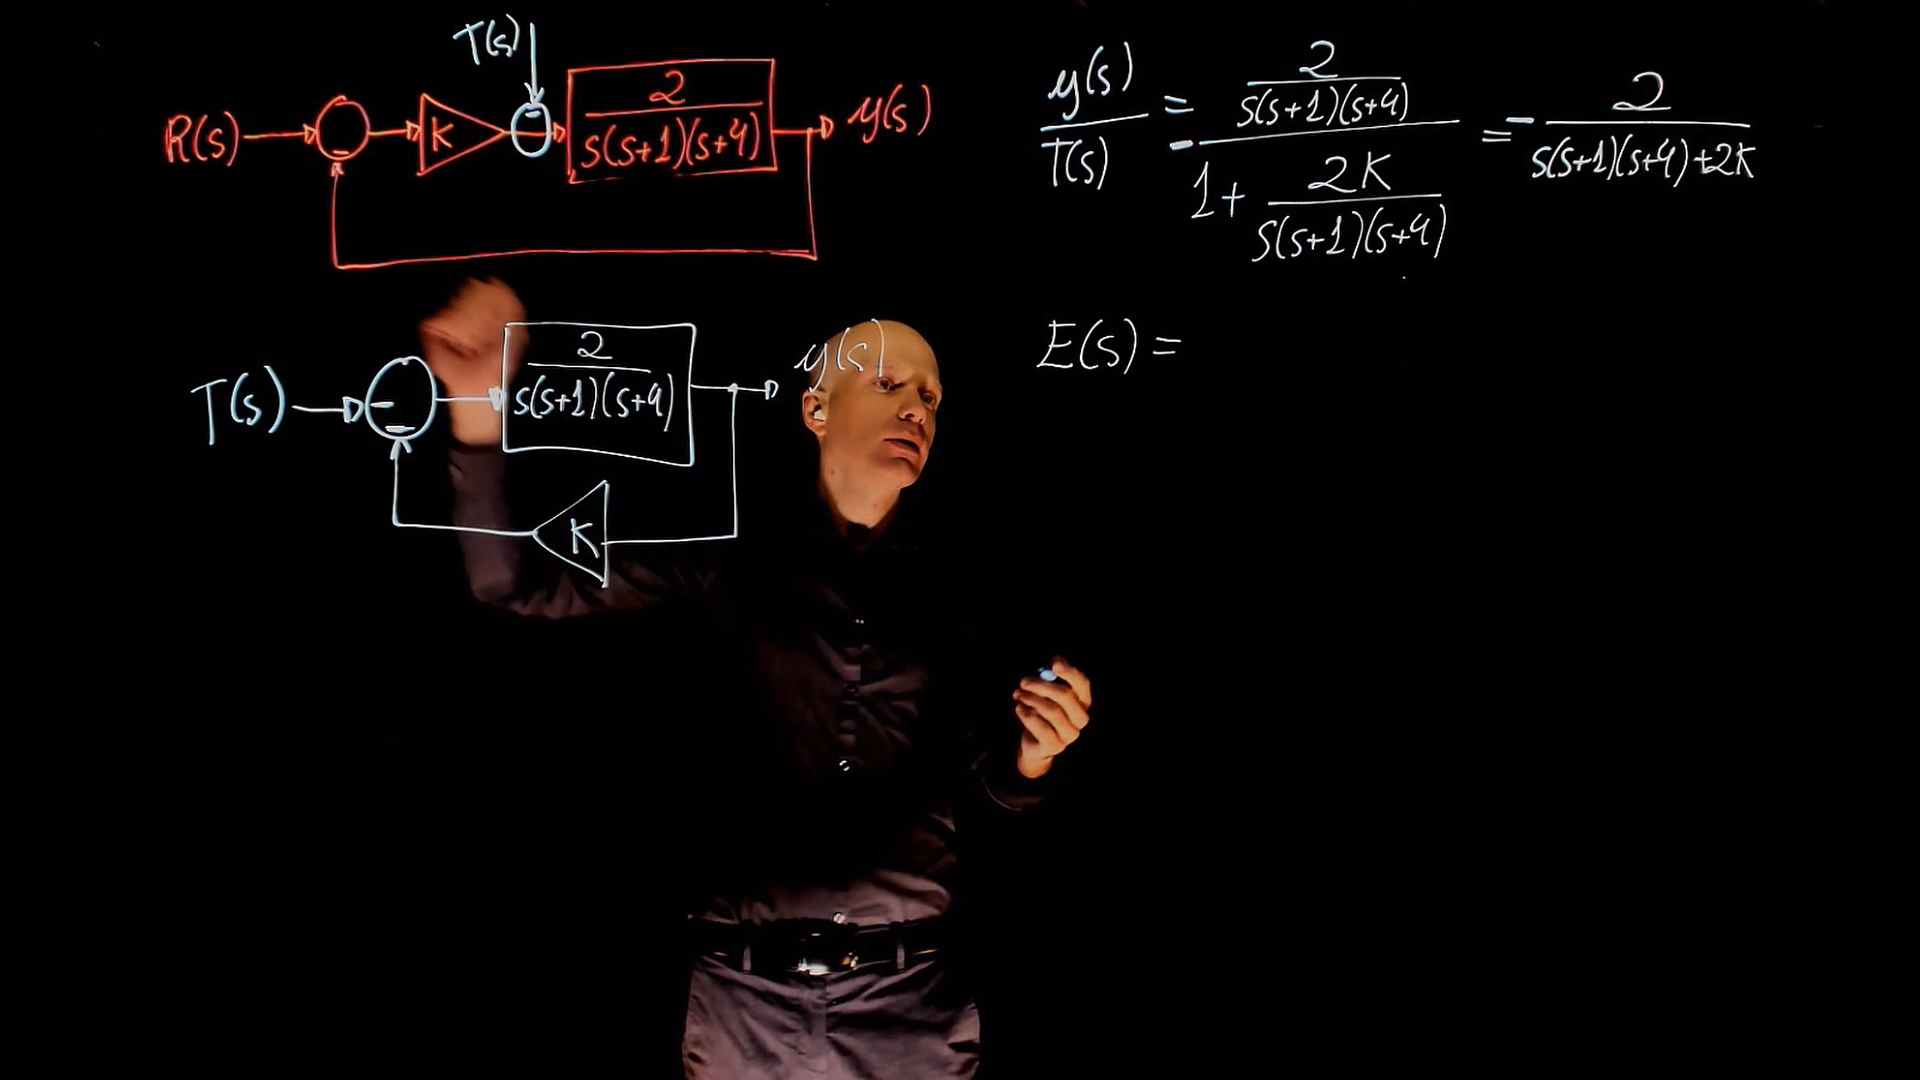 T(s)
R(s) - K - 2 / s(s+1)(s+4) y(s)
T(s) - - 2 / s(s+1)(s+4) y(s)
K
y(s) / T(s) = - 2 / s(s+1)(s+4) / 1 + 2K / s(s+1)(s+4) = - 2 / s(s+1)(s+4)+2K
E(s) =